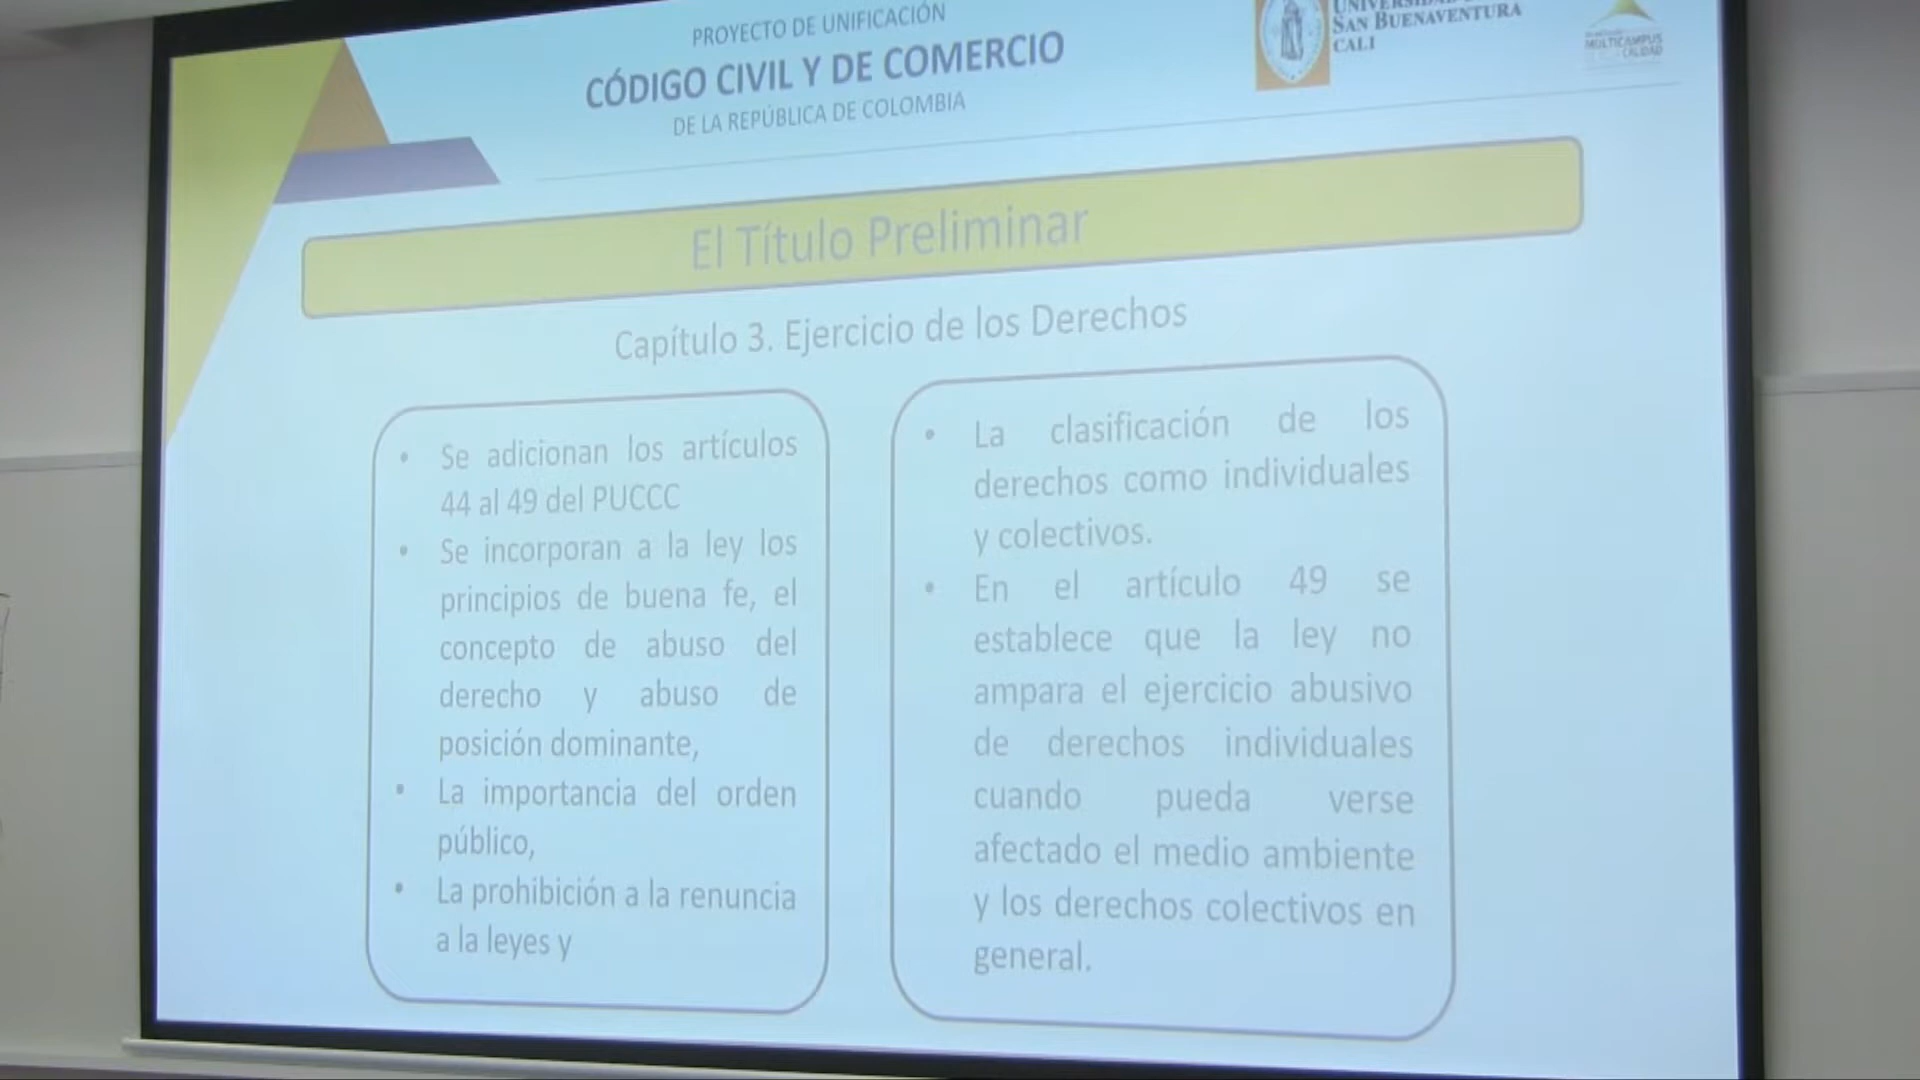 PROYECTO DE UNIFICACIÓN
CÓDIGO CIVIL Y DE COMERCIO
DE LA REPÚBLICA DE COLOMBIA
SAN BUENAVENTURA
CALI
MULTICAMPUS
El Título Preliminar
Capítulo 3. Ejercicio de los Derechos
• Se adicionan los artículos
44 al 49 del PUCCC
• Se incorporan a la ley los
principios de buena fe, el
concepto de abuso del
derecho y abuso de
posición dominante,
• La importancia del orden
público,
• La prohibición a la renuncia
a la leyes y
• La clasificación de los
derechos como individuales
y colectivos.
• En el artículo 49 se
establece que la ley no
ampara el ejercicio abusivo
de derechos individuales
cuando pueda verse
afectado el medio ambiente
y los derechos colectivos en
general.